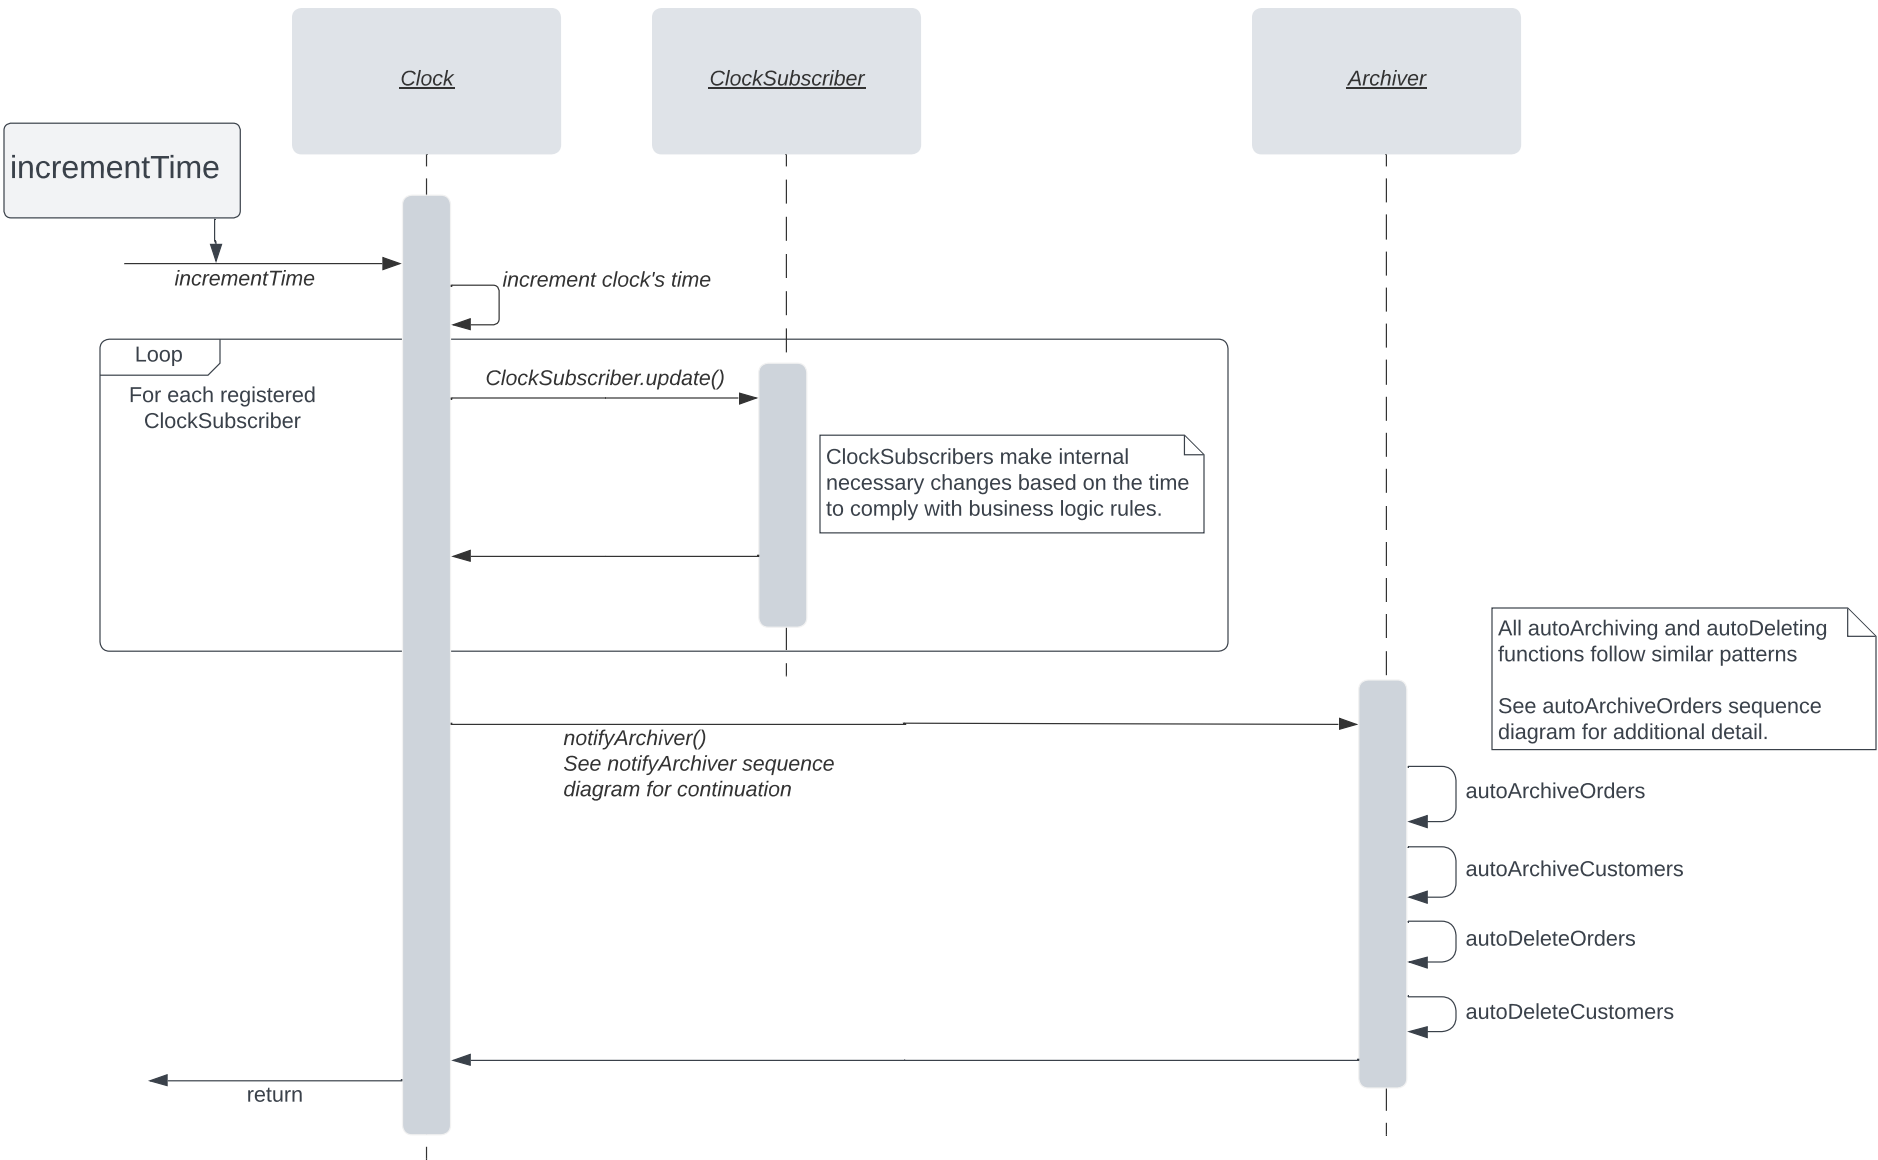 Clock
ClockSubscriber
Archiver
incrementTime
incrementTime
increment clock's time
Loop
For each registered
ClockSubscriber
ClockSubscriber.update()
ClockSubscribers make internal
necessary changes based on the time
to comply with business logic rules.
All autoArchiving and autoDeleting
functions follow similar patterns
See autoArchiveOrders sequence
diagram for additional detail.
notifyArchiver()
See notifyArchiver sequence
diagram for continuation
autoArchiveOrders
autoArchiveCustomers
autoDeleteOrders
autoDeleteCustomers
return